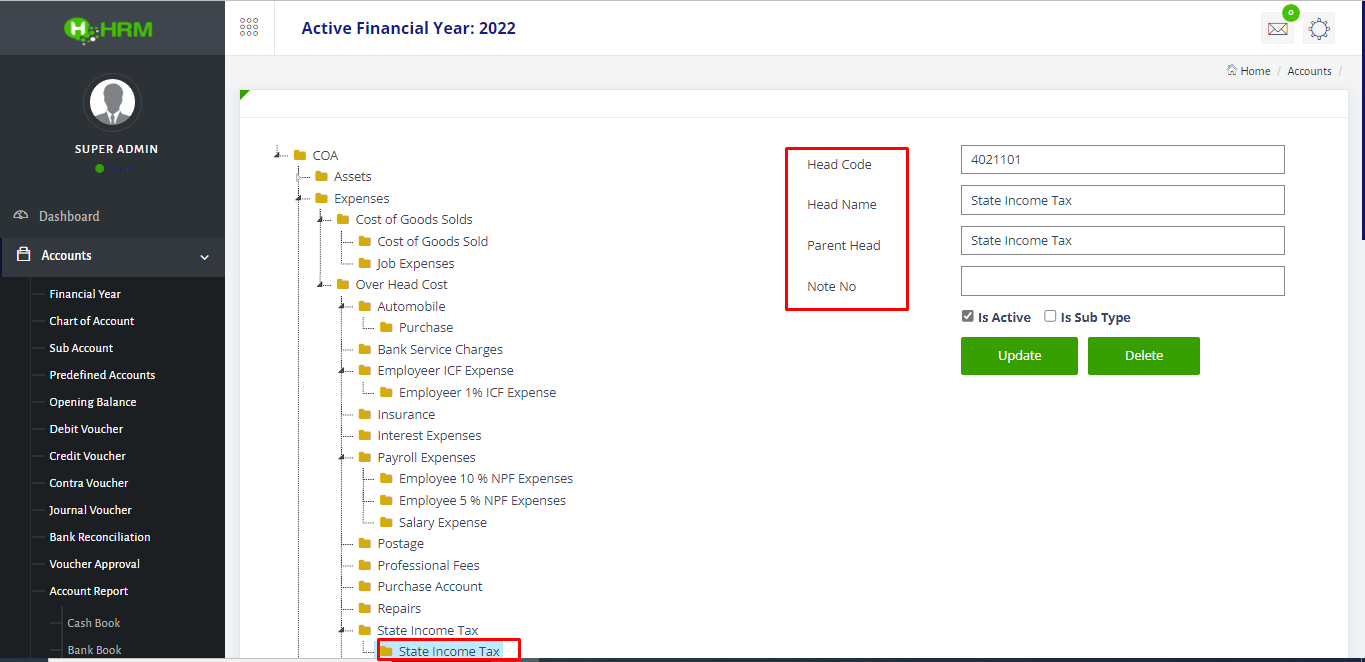 HRM
Active Financial Year: 2022
0
Home / Accounts /
SUPER ADMIN
Dashboard
Accounts
Financial Year
Chart of Account
Sub Account
Predefined Accounts
Opening Balance
Debit Voucher
Credit Voucher
Contra Voucher
Journal Voucher
Bank Reconciliation
Voucher Approval
Account Report
Cash Book
Bank Book
COA
Assets
Expenses
Cost of Goods Solds
Cost of Goods Sold
Job Expenses
Over Head Cost
Automobile
Purchase
Bank Service Charges
Employeer ICF Expense
Employeer 1% ICF Expense
Insurance
Interest Expenses
Payroll Expenses
Employee 10 % NPF Expenses
Employee 5 % NPF Expenses
Salary Expense
Postage
Professional Fees
Purchase Account
Repairs
State Income Tax
State Income Tax
Head Code 4021101
Head Name State Income Tax
Parent Head State Income Tax
Note No
Is Active Is Sub Type
Update Delete